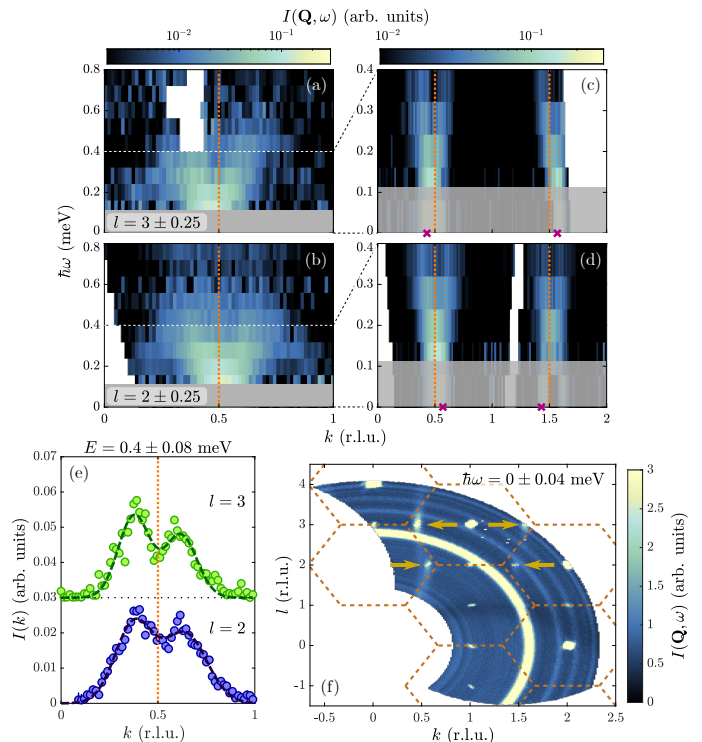 I(Q, ω) (arb. units)
10⁻² 10⁻¹ 10⁻² 10⁻¹
0.8 (a) 0.4 (c)
0.6 0.3
0.4 0.2
0.2 0.1
0 l = 3 ± 0.25 0
ħω (meV)
0.8 (b) 0.4 (d)
0.6 0.3
0.4 0.2
0.2 0.1
0 l = 2 ± 0.25 0
0 0.5 1 0 0.5 1 1.5 2
k (r.l.u.) k (r.l.u.)
E = 0.4 ± 0.08 meV
0.07 (e)
0.06 l = 3
0.05
0.04
0.03
0.02 l = 2
0.01
0
I(k) (arb. units)
0 0.5 1
k (r.l.u.)
ħω = 0 ± 0.04 meV
4
3
2
1
0
-1 (f)
l (r.l.u.)
-0.5 0 0.5 1 1.5 2 2.5
k (r.l.u.)
3
2.5
2
1.5
1
0.5
0
I(Q, ω) (arb. units)